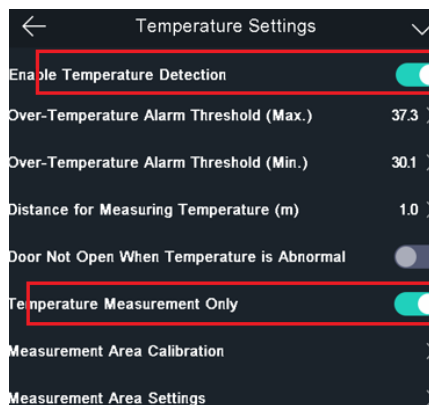 Temperature Settings
Enable Temperature Detection
Over-Temperature Alarm Threshold (Max.) 37.3
Over-Temperature Alarm Threshold (Min.) 30.1
Distance for Measuring Temperature (m) 1.0
Door Not Open When Temperature is Abnormal
Temperature Measurement Only
Measurement Area Calibration
Measurement Area Settings